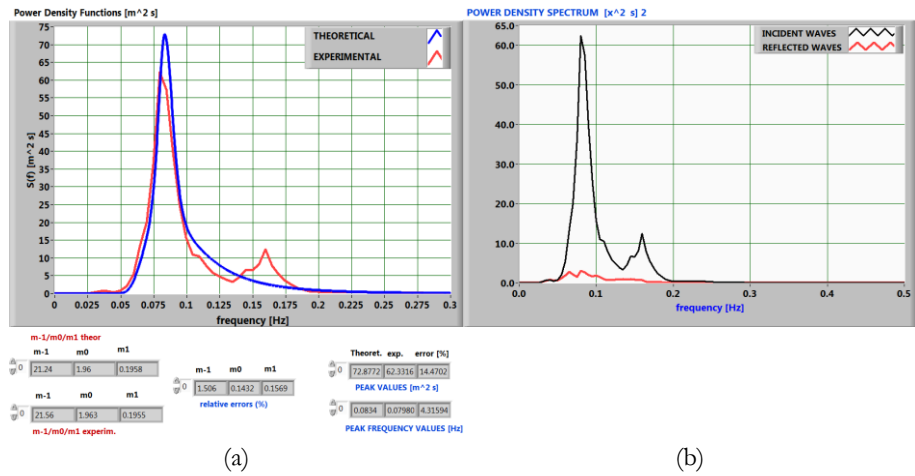 Power Density Functions [m^2 s]
THEORETICAL
EXPERIMENTAL
S(f) [m^2 s]
75
70
65
60
55
50
45
40
35
30
25
20
15
10
5
0
0 0.025 0.05 0.075 0.1 0.125 0.15 0.175 0.2 0.225 0.25 0.275 0.3
frequency [Hz]
m-1/m0/m1 theor
m-1 m0 m1
0 21.24 1.96 0.1958
m-1 m0 m1
0 21.56 1.963 0.1955
m-1/m0/m1 experim.
m-1 m0 m1
0 1.506 0.1432 0.1569
relative errors (%)
Theoret. exp. error [%]
0 72.8772 62.3316 14.4702
PEAK VALUES [m^2 s]
0 0.0834 0.07980 4.31594
PEAK FREQUENCY VALUES [Hz]
(a)
POWER DENSITY SPECTRUM [x^2 s] 2
INCIDENT WAVES
REFLECTED WAVES
65.0
60.0
50.0
40.0
30.0
20.0
10.0
0.0
0.0 0.1 0.2 0.3 0.4 0.5
frequency [Hz]
(b)